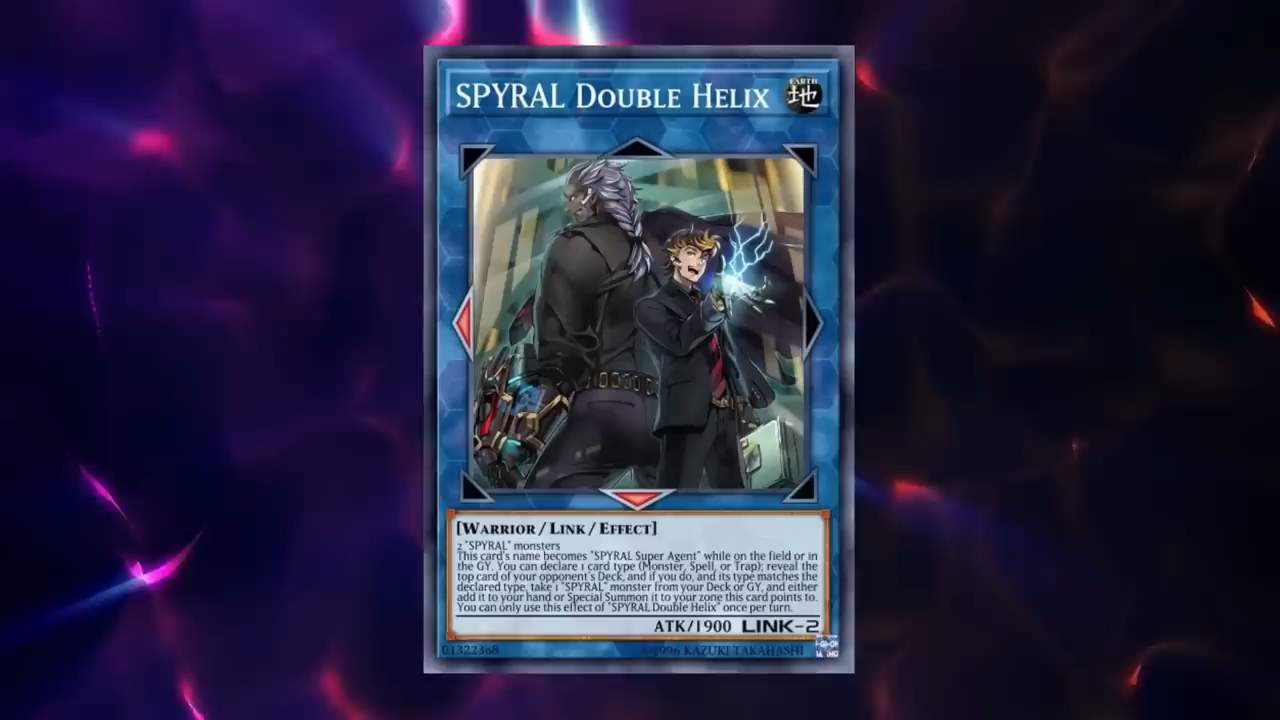 SPYRAL DOUBLE HELIX
EARTH
地
[WARRIOR / LINK / EFFECT]
2 "SPYRAL" monsters
This card's name becomes "SPYRAL Super Agent" while on the field or in
the GY. You can declare 1 card type (Monster, Spell, or Trap); reveal the
top card of your opponent's Deck, and if you do, and its type matches the
declared type, take 1 "SPYRAL" monster from your Deck or GY, and either
add it to your hand or Special Summon it to your zone this card points to.
You can only use this effect of "SPYRAL Double Helix" once per turn.
ATK/1900 LINK-2
01322368
©1996 KAZUKI TAKAHASHI